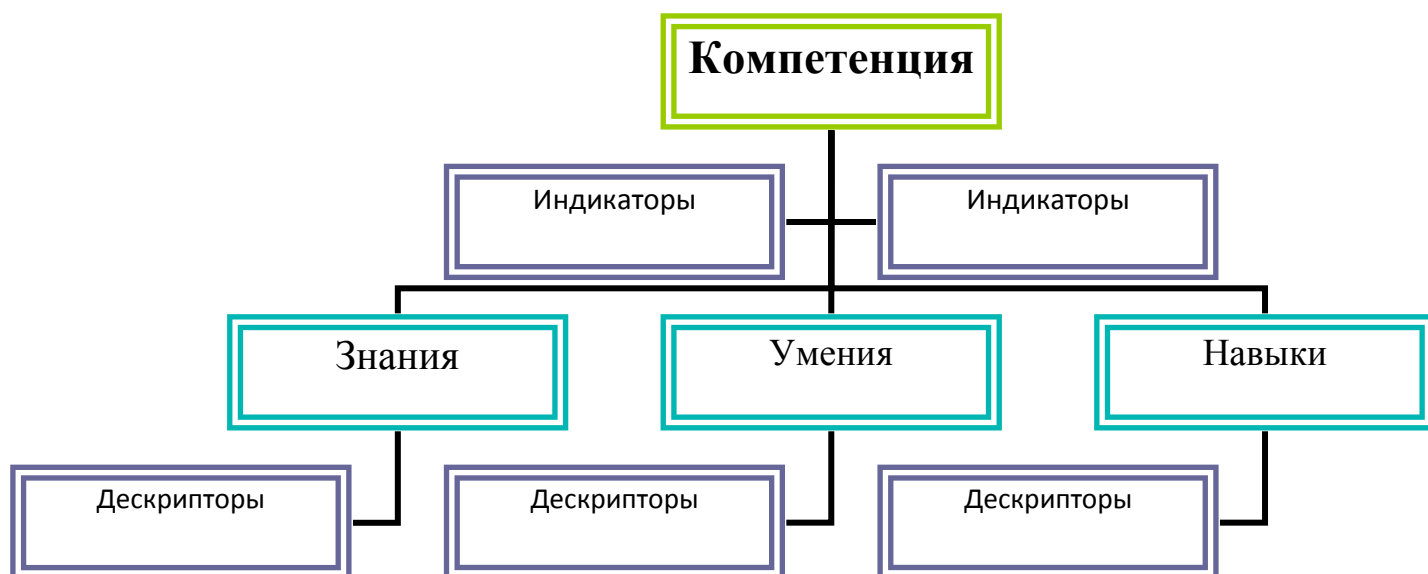 Компетенция
Индикаторы
Индикаторы
Знания
Умения
Навыки
Дескрипторы
Дескрипторы
Дескрипторы